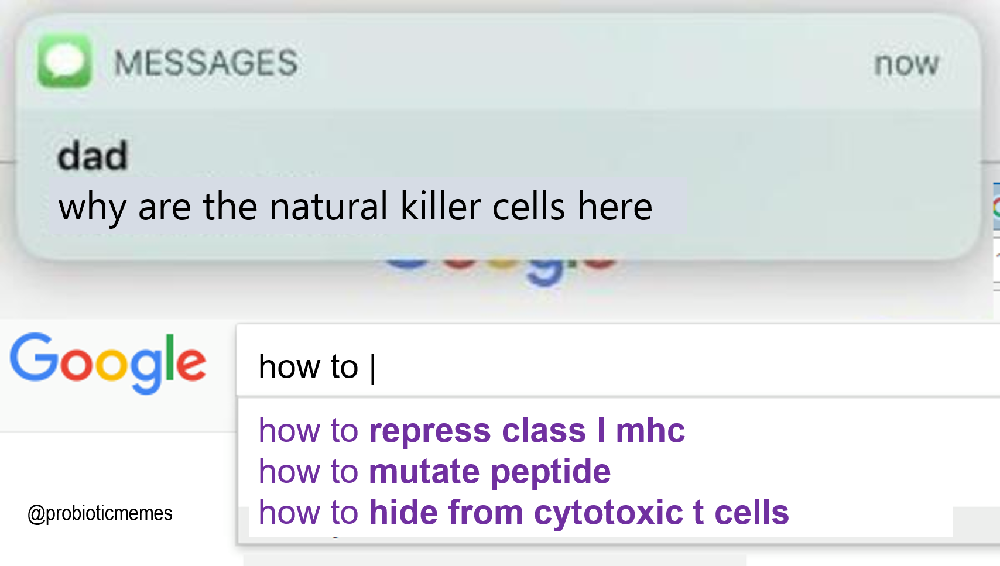 MESSAGES now
dad
why are the natural killer cells here
Google
how to |
how to repress class I mhc
how to mutate peptide
how to hide from cytotoxic t cells
@probioticmemes